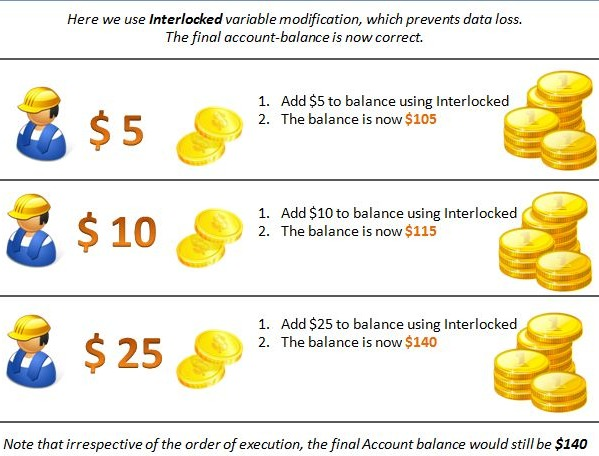 Here we use Interlocked variable modification, which prevents data loss.
The final account-balance is now correct.
$ 5
1. Add $5 to balance using Interlocked
2. The balance is now $105
$ 10
1. Add $10 to balance using Interlocked
2. The balance is now $115
$ 25
1. Add $25 to balance using Interlocked
2. The balance is now $140
Note that irrespective of the order of execution, the final Account balance would still be $140